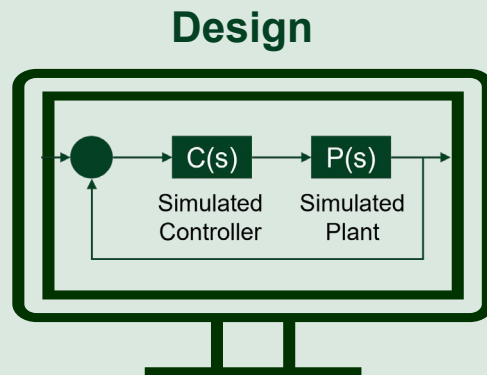 Design
C(s)
P(s)
Simulated
Controller
Simulated
Plant